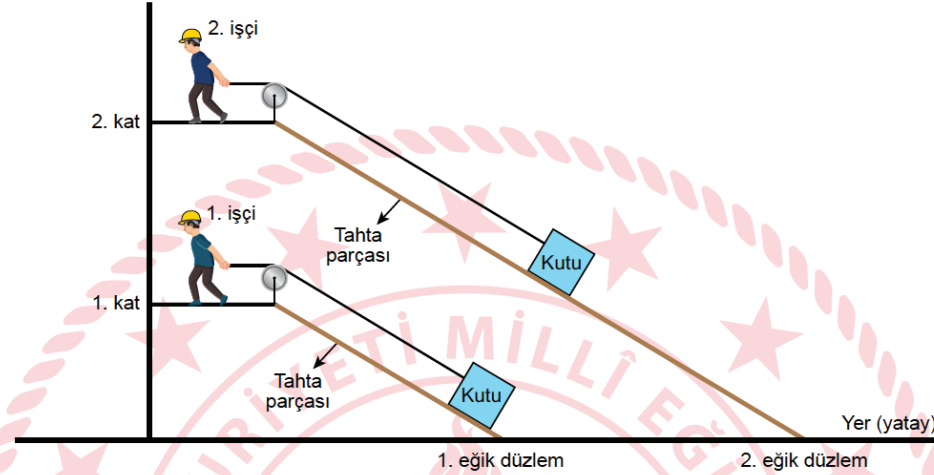 2. işçi
2. kat
Tahta
parçası
Kutu
1. işçi
1. kat
Tahta
parçası
Kutu
Yer (yatay)
1. eğik düzlem
2. eğik düzlem